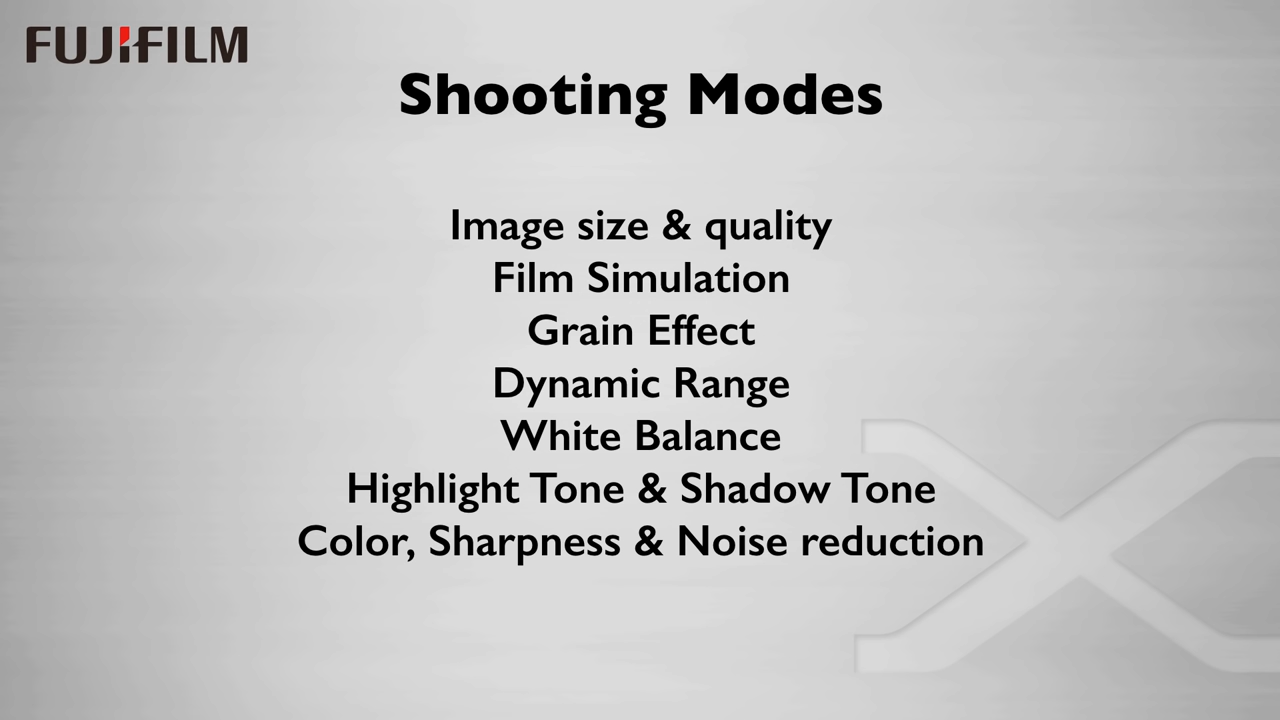 FUJIFILM
Shooting Modes
Image size & quality
Film Simulation
Grain Effect
Dynamic Range
White Balance
Highlight Tone & Shadow Tone
Color, Sharpness & Noise reduction